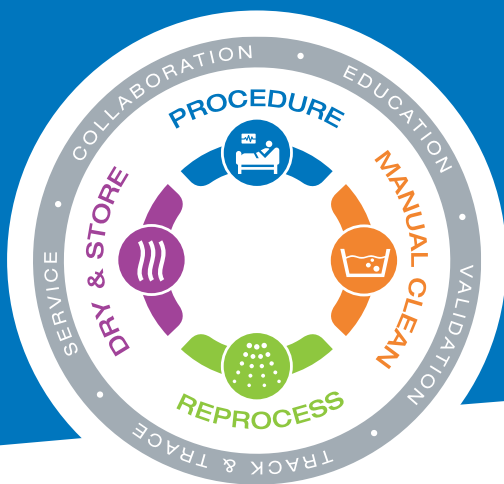 COLLABORATION • EDUCATION • VALIDATION • TRACK & TRACE • SERVICE •
PROCEDURE
MANUAL CLEAN
REPROCESS
DRY & STORE